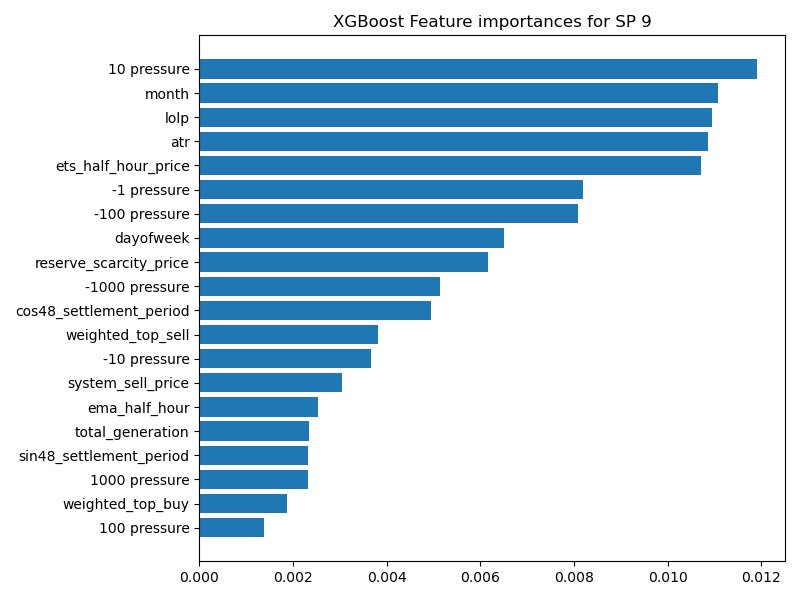 XGBoost Feature importances for SP 9
10 pressure
month
lolp
atr
ets_half_hour_price
-1 pressure
-100 pressure
dayofweek
reserve_scarcity_price
-1000 pressure
cos48_settlement_period
weighted_top_sell
-10 pressure
system_sell_price
ema_half_hour
total_generation
sin48_settlement_period
1000 pressure
weighted_top_buy
100 pressure
0.000 0.002 0.004 0.006 0.008 0.010 0.012